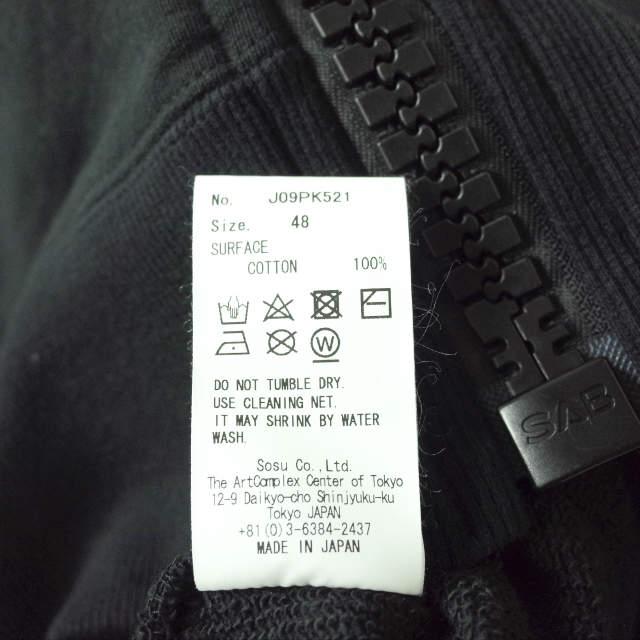 No. J09PK521
Size. 48
SURFACE
COTTON 100%
W
DO NOT TUMBLE DRY.
USE CLEANING NET.
IT MAY SHRINK BY WATER
WASH.
Sosu Co., Ltd.
The ArtComplex Center of Tokyo
12-9 Daikyo-cho Shinjyuku-ku
Tokyo JAPAN
+81(0)3-6384-2437
MADE IN JAPAN
SAB